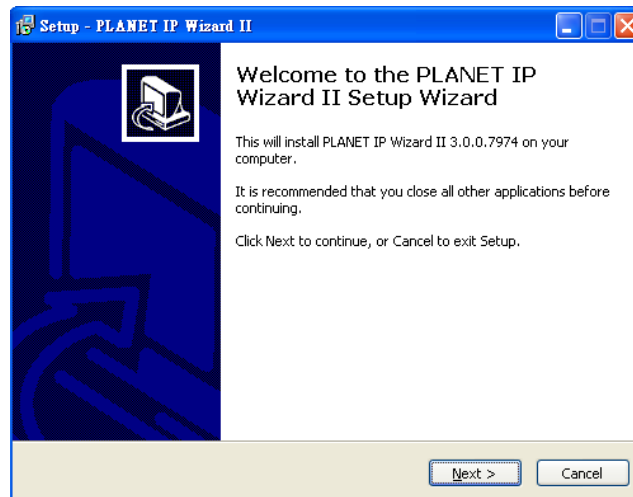 Setup - PLANET IP Wizard II
Welcome to the PLANET IP
Wizard II Setup Wizard
This will install PLANET IP Wizard II 3.0.0.7974 on your
computer.
It is recommended that you close all other applications before
continuing.
Click Next to continue, or Cancel to exit Setup.
Next >
Cancel